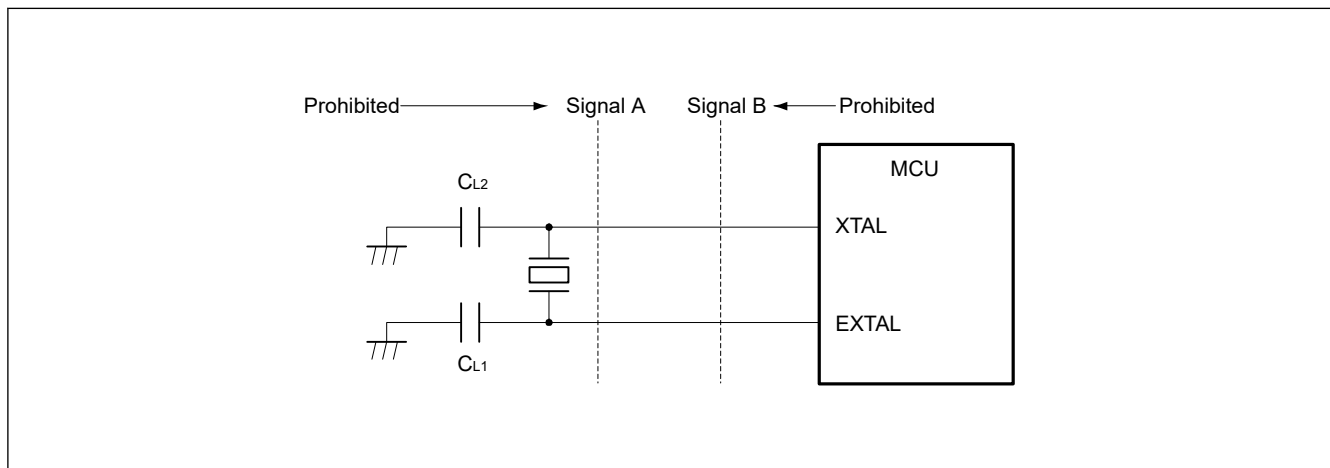 Prohibited Signal A Signal B Prohibited
MCU
CL2
XTAL
EXTAL
CL1